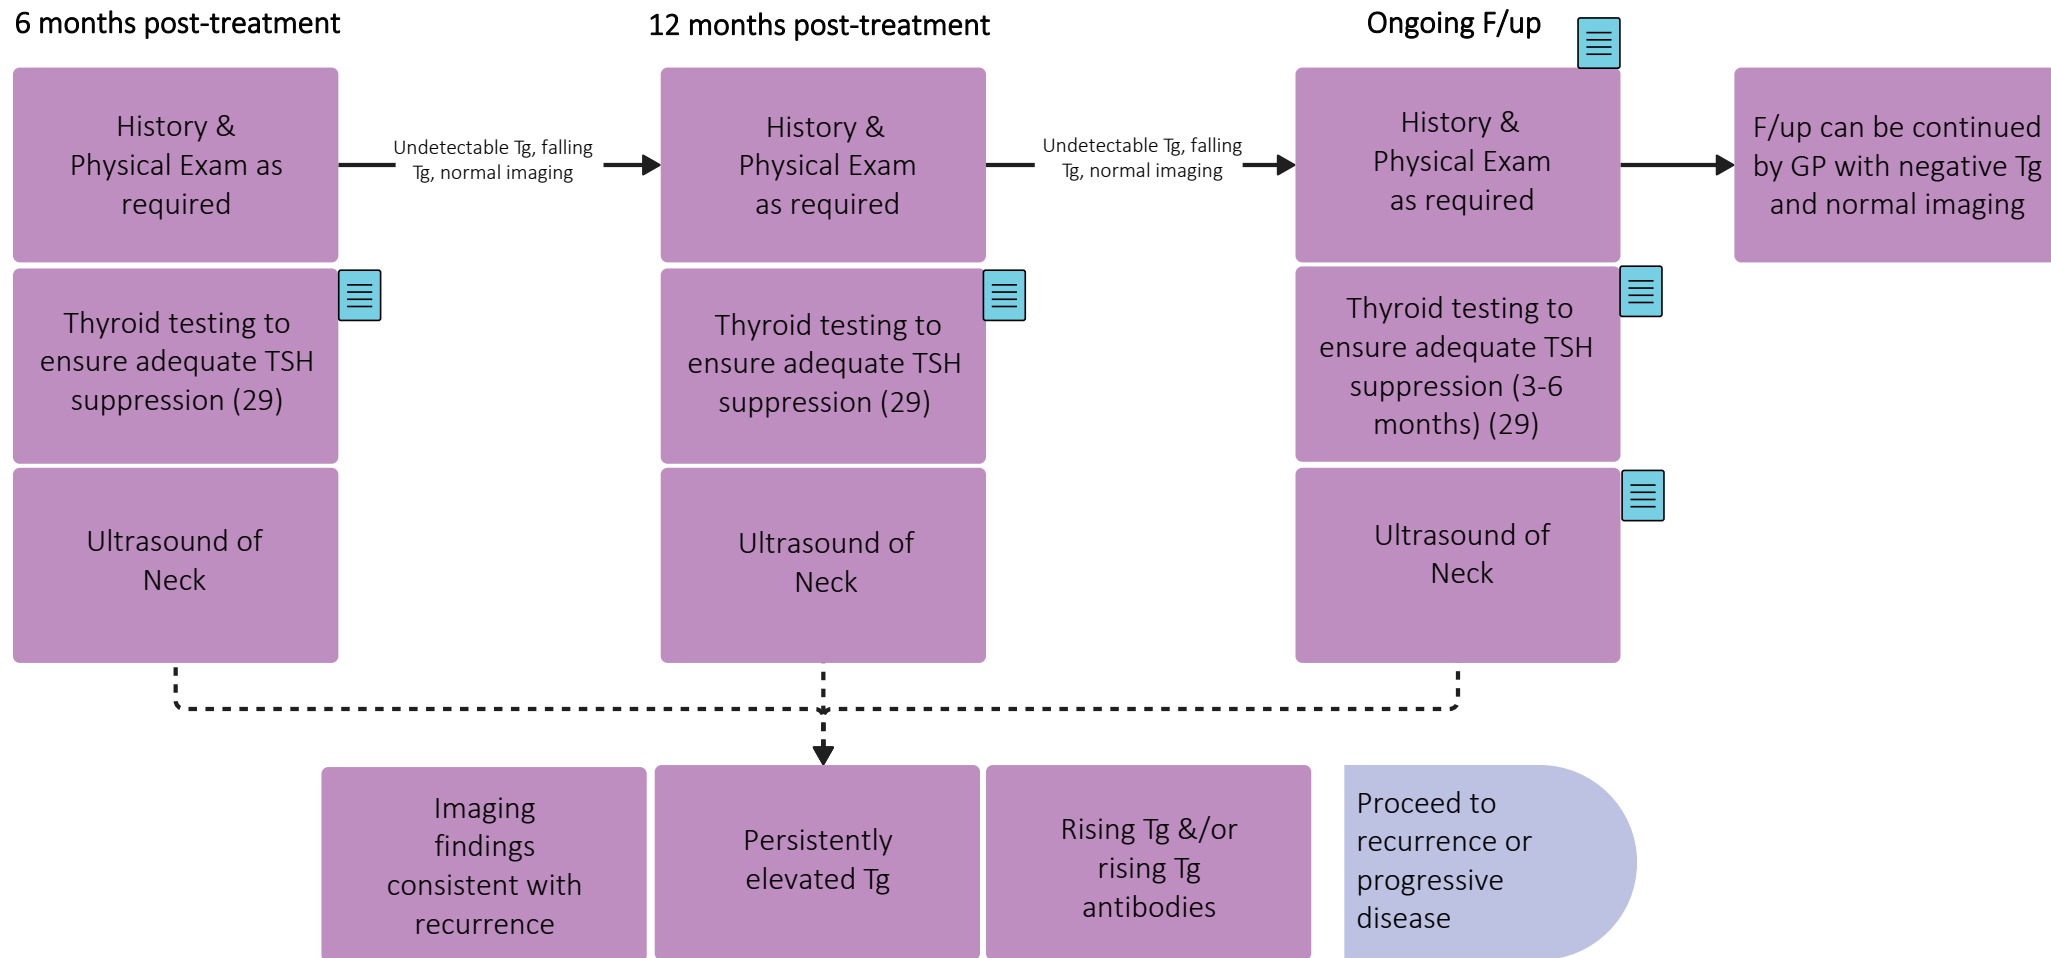 6 months post-treatment
12 months post-treatment
Ongoing F/up
History &
Physical Exam as
required
Undetectable Tg, falling
Tg, normal imaging
History &
Physical Exam
as required
Undetectable Tg, falling
Tg, normal imaging
History &
Physical Exam
as required
F/up can be continued
by GP with negative Tg
and normal imaging
Thyroid testing to
ensure adequate TSH
suppression (29)
Thyroid testing to
ensure adequate TSH
suppression (29)
Thyroid testing to
ensure adequate TSH
suppression (3-6
months) (29)
Ultrasound of
Neck
Ultrasound of
Neck
Ultrasound of
Neck
Imaging
findings
consistent with
recurrence
Persistently
elevated Tg
Rising Tg &/or
rising Tg
antibodies
Proceed to
recurrence or
progressive
disease